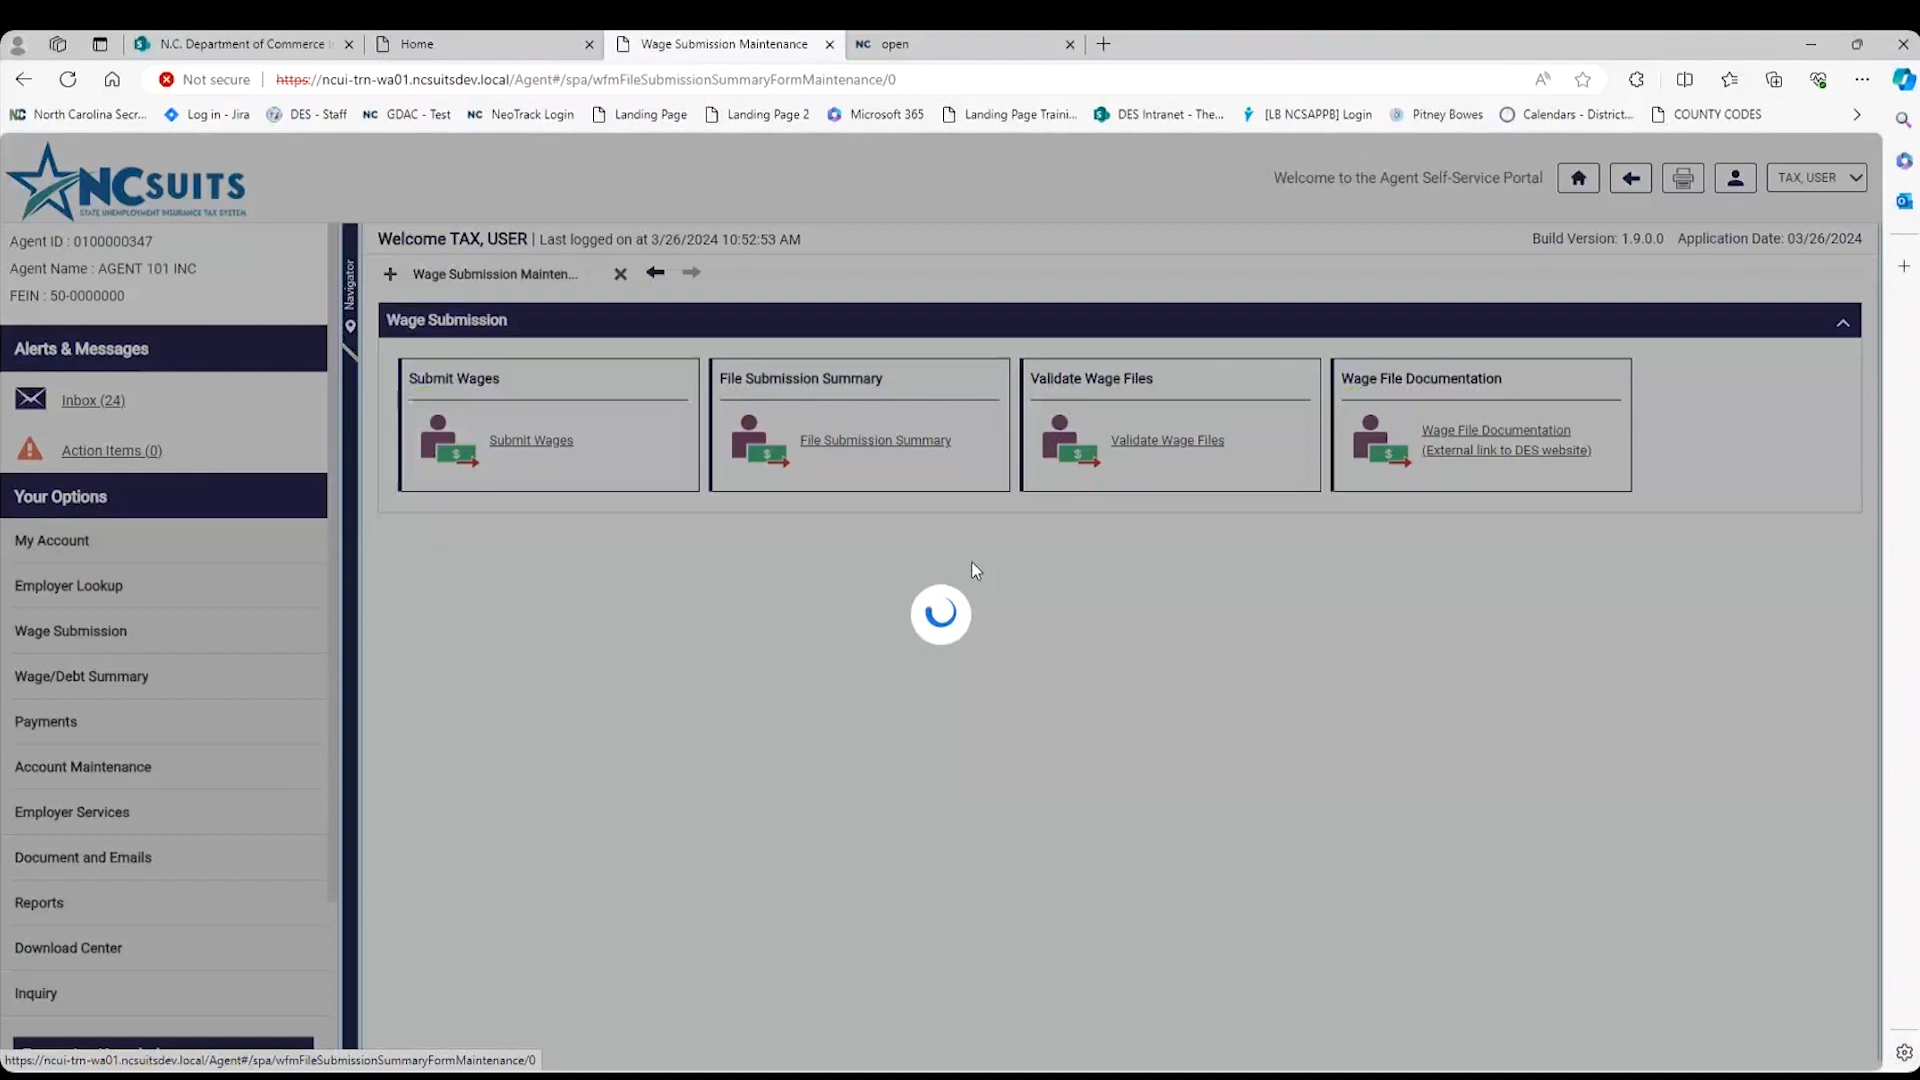 N.C. Department of Commerce
Home
Wage Submission Maintenance
NC open
Not secure
https://ncui-trn-wa01.ncsuitsdev.local/Agent#/spa/wfmFileSubmissionSummaryFormMaintenance/0
North Carolina Secr...
Log in - Jira
DES - Staff
NC GDAC - Test
NC NeoTrack Login
Landing Page
Landing Page 2
Microsoft 365
Landing Page Traini...
DES Intranet - The...
[LB NCSAPPB] Login
Pitney Bowes
Calendars - District...
COUNTY CODES
NCSUITS
STATE UNEMPLOYMENT INSURANCE TAX SYSTEM
Welcome to the Agent Self-Service Portal
TAX, USER
Agent ID : 0100000347
Agent Name : AGENT 101 INC
FEIN : 50-0000000
Navigator
Welcome TAX, USER | Last logged on at 3/26/2024 10:52:53 AM
Build Version: 1.9.0.0 Application Date: 03/26/2024
Wage Submission Mainten...
Wage Submission
Submit Wages
Submit Wages
File Submission Summary
File Submission Summary
Validate Wage Files
Validate Wage Files
Wage File Documentation
Wage File Documentation
(External link to DES website)
Alerts & Messages
Inbox (24)
Action Items (0)
Your Options
My Account
Employer Lookup
Wage Submission
Wage/Debt Summary
Payments
Account Maintenance
Employer Services
Document and Emails
Reports
Download Center
Inquiry
https://ncui-trn-wa01.ncsuitsdev.local/Agent#/spa/wfmFileSubmissionSummaryFormMaintenance/0